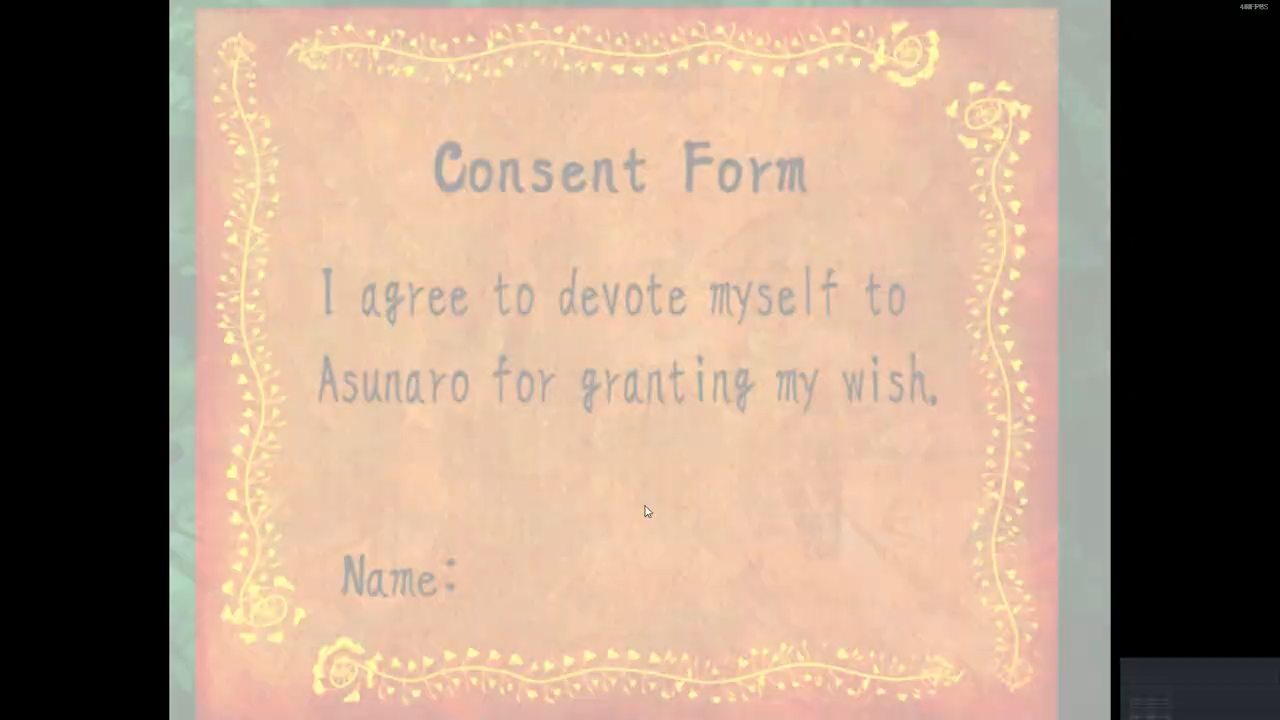 Consent Form
I agree to devote myself to
Asunaro for granting my wish.
Name: